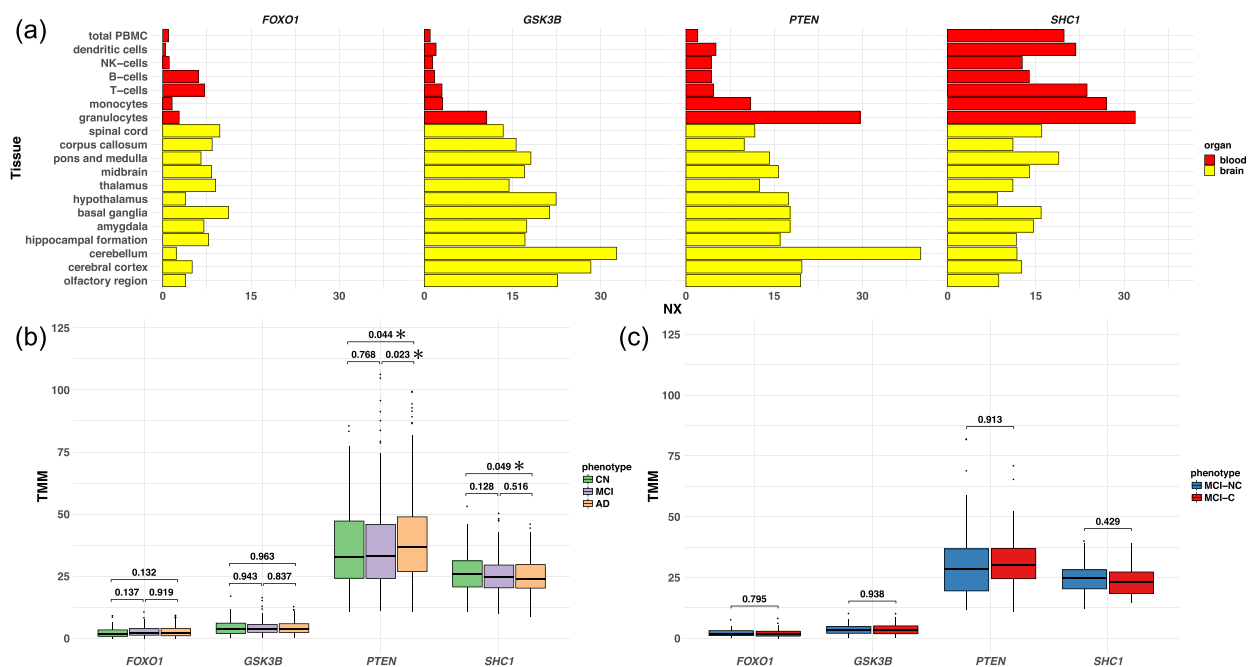 (a)
FOXO1 GSK3B PTEN SHC1
total PBMC
dendritic cells
NK−cells
B−cells
T−cells
monocytes
granulocytes
spinal cord
corpus callosum
pons and medulla
midbrain
thalamus
hypothalamus
basal ganglia
amygdala
hippocampal formation
cerebellum
cerebral cortex
olfactory region
Tissue
0 15 30 0 15 30 0 15 30 0 15 30
NX
organ
blood
brain
(b)
125
100
75
50
25
0
TMM
0.044 *
0.768 0.023 *
0.049 *
0.128 0.516
0.963
0.943 0.837
0.132
0.137 0.919
FOXO1 GSK3B PTEN SHC1
phenotype
CN
MCI
AD
(c)
125
100
75
50
25
0
TMM
0.913
0.429
0.795 0.938
FOXO1 GSK3B PTEN SHC1
phenotype
MCI−NC
MCI−C